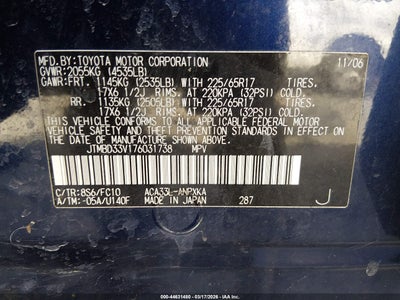 MFD.BY:TOYOTA MOTOR CORPORATION 11/06
GVWR:2055KG (4535LB)
GAWR:FRT. 1145KG (2535LB) WITH 225/65R17 TIRES,
17X6 1/2J RIMS, AT 220KPA (32PSI) COLD.
RR. 1135KG (2505LB) WITH 225/65R17 TIRES,
17X6 1/2J RIMS, AT 220KPA (32PSI) COLD.
THIS VEHICLE CONFORMS TO ALL APPLICABLE FEDERAL MOTOR
VEHICLE SAFETY AND THEFT PREVENTION STANDARDS IN EFFECT ON
THE DATE OF MANUFACTURE SHOWN ABOVE.
JTMBD33V176031738 MPV
C/TR:8S6/FC10 ACA33L-ANPXKA
A/TM:-05A/U140F MADE IN JAPAN 287 J
000-44631460 - 03/17/2026 - IAAI